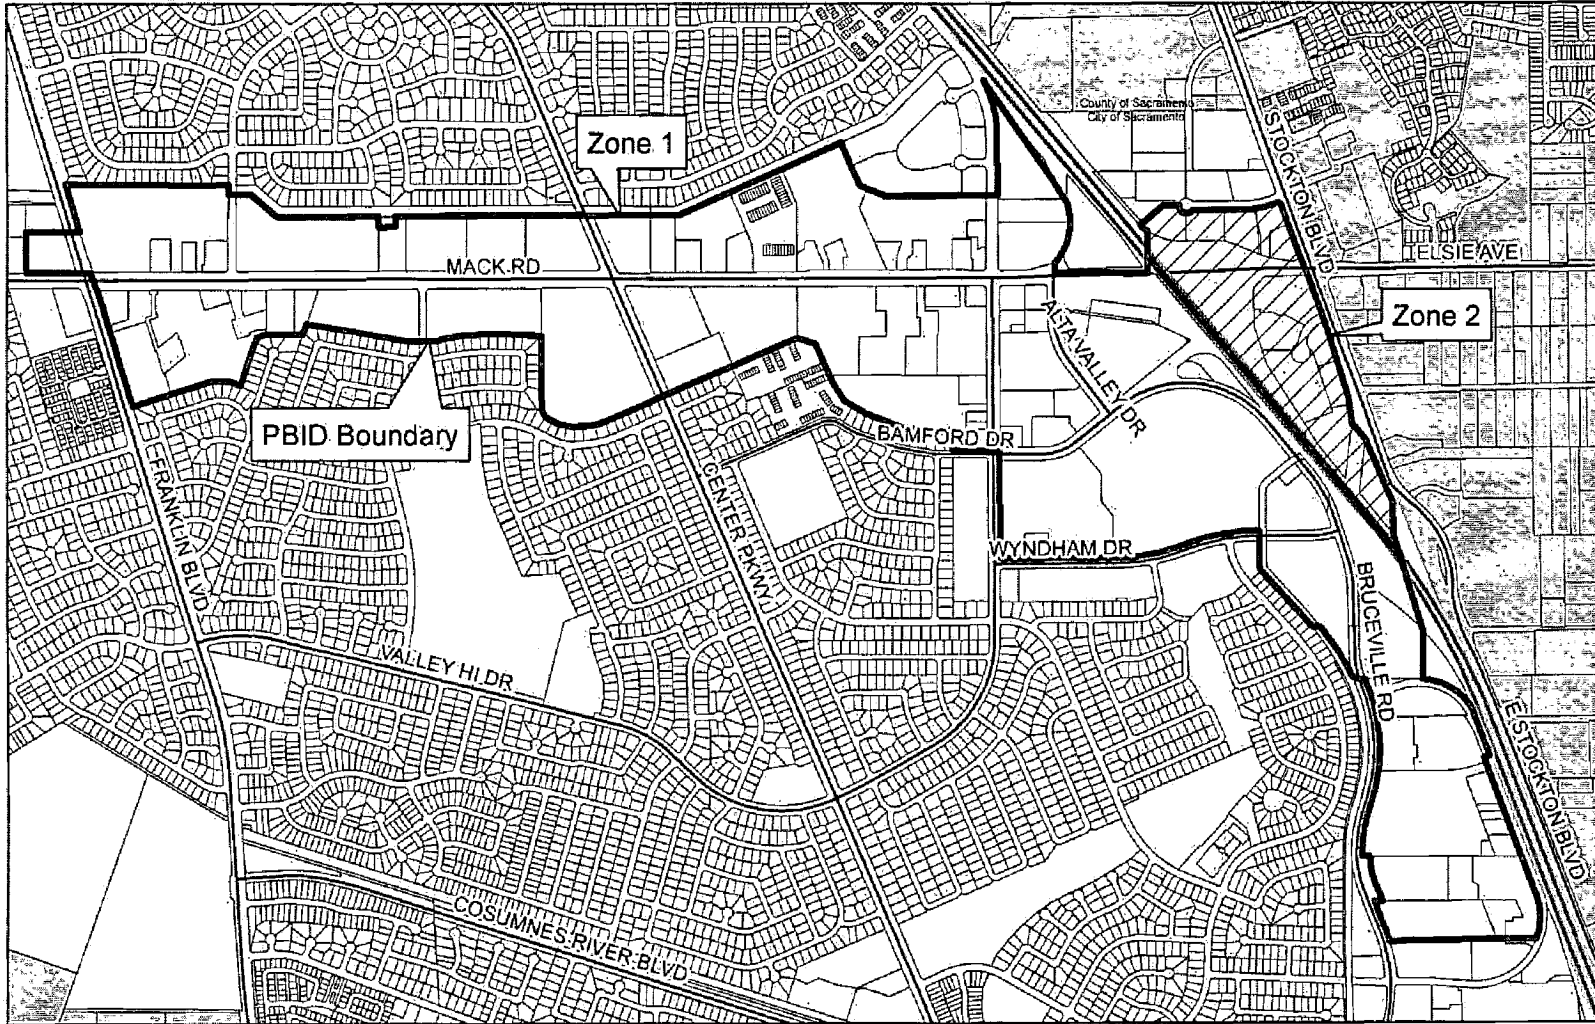 County of Sacramento
City of Sacramento
Zone 1
STOCKTON BLVD
ELSIE AVE
MACK RD
Zone 2
ALTA VALLEY DR
PBID Boundary
BAMFORD DR
FRANKLIN BLVD
CENTER PKWY
WYNDHAM DR
BRUCEVILLE RD
VALLEY HI DR
E STOCKTON BLVD
COSUMNES RIVER BLVD